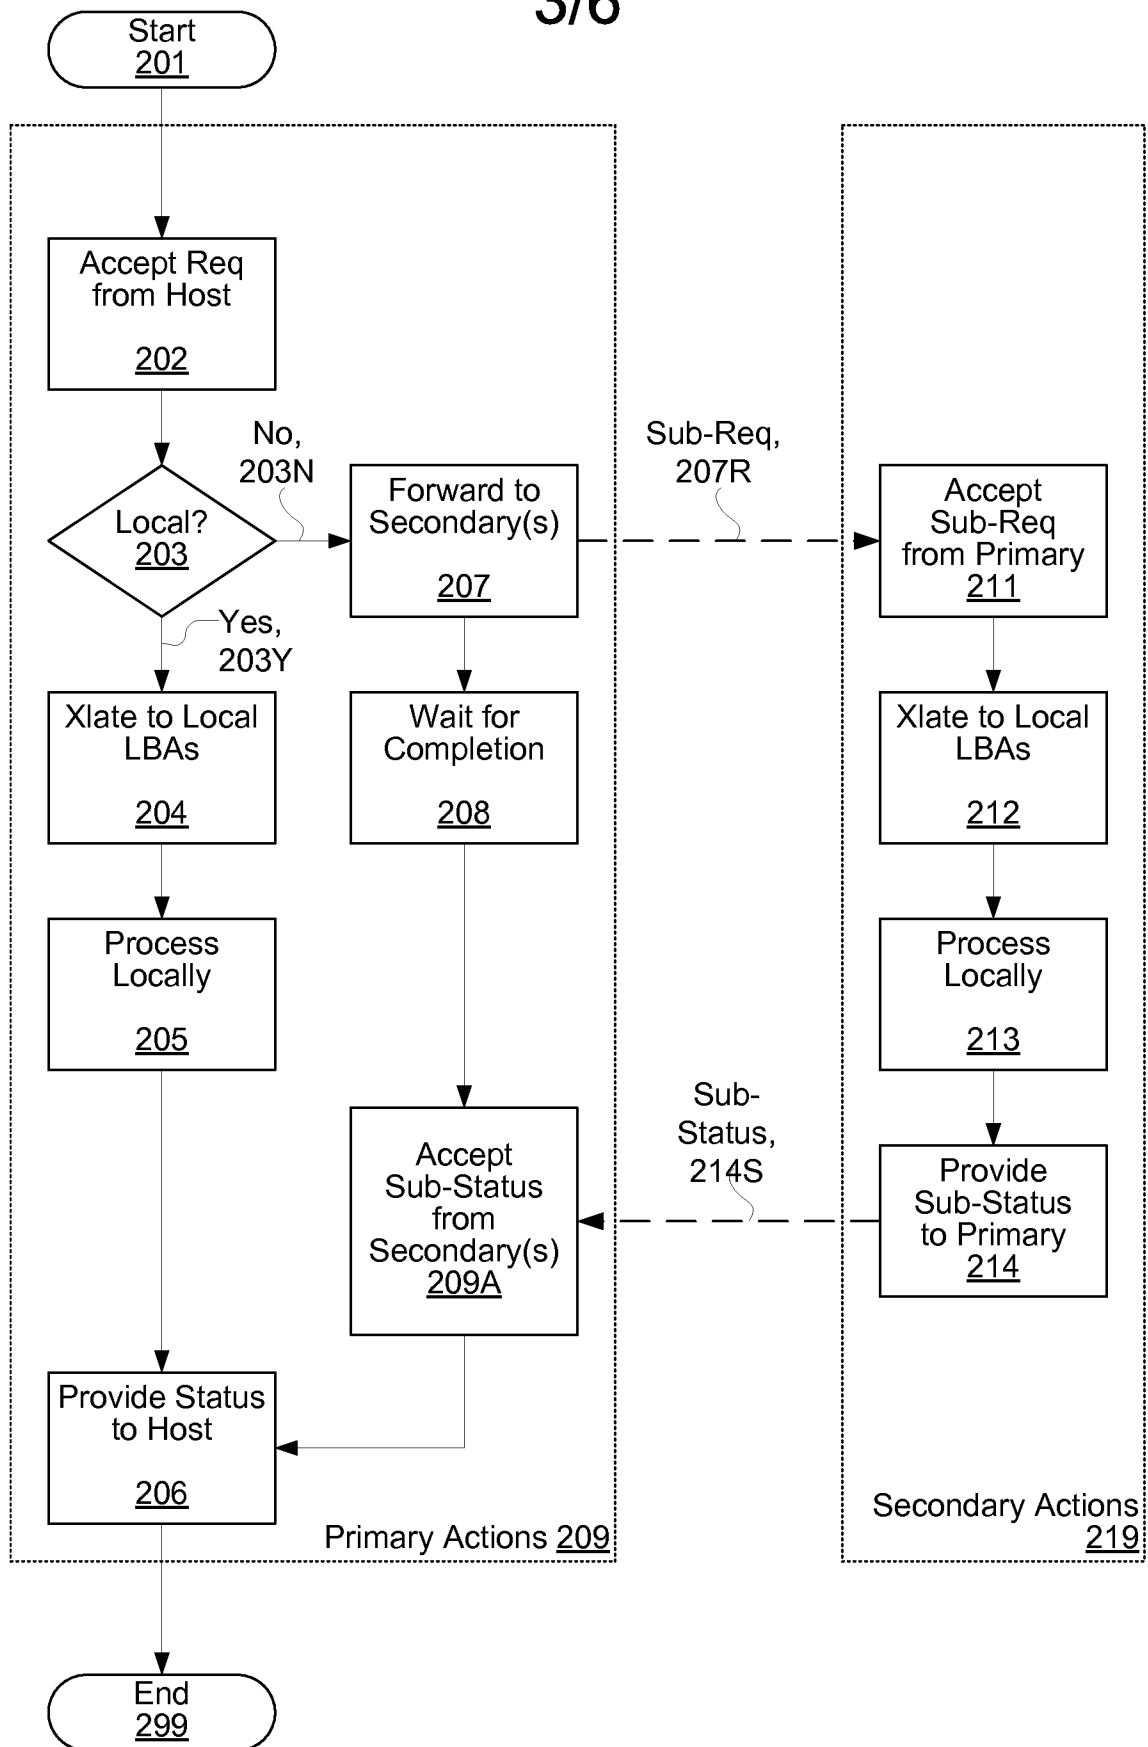 3/6
Start
201
Accept Req
from Host
202
No,
203N
Sub-Req,
207R
Local?
203
Forward to
Secondary(s)
207
Accept
Sub-Req
from Primary
211
Yes,
203Y
Xlate to Local
LBAs
204
Wait for
Completion
208
Xlate to Local
LBAs
212
Process
Locally
205
Process
Locally
213
Sub-
Status,
214S
Accept
Sub-Status
from
Secondary(s)
209A
Provide
Sub-Status
to Primary
214
Provide Status
to Host
206
Primary Actions 209
Secondary Actions
219
End
299